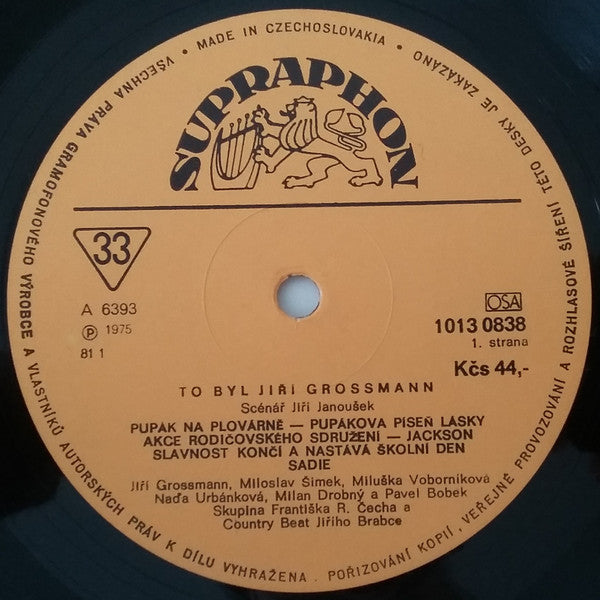 VŠECHNA PRÁVA GRAMOFONOVÉHO VÝROBCE A VLASTNÍKŮ AUTORSKÝCH PRÁV K DÍLU VYHRAŽENA . POŘIZOVÁNÍ KOPIÍ, VEŘEJNÉ PROVOZOVÁNÍ A ROZHLASOVÉ ŠÍŘENÍ TÉTO DESKY JE ZAKÁZÁNO • MADE IN CZECHOSLOVAKIA •
SUPRAPHON
33
A 6393
℗ 1975
81 1
OSA
1013 0838
1. strana
Kčs 44,-
TO BYL JIŘÍ GROSSMANN
Scénář Jiří Janoušek
PUPÁK NA PLOVÁRNĚ — PUPÁKOVA PÍSEŇ LÁSKY
AKCE RODIČOVSKÉHO SDRUŽENÍ — JACKSON
SLAVNOST KONČÍ A NASTÁVÁ ŠKOLNÍ DEN
SADIE
Jiří Grossmann, Miloslav Šimek, Miluška Voborníková
Naďa Urbánková, Milan Drobný a Pavel Bobek
Skupina Františka R. Čecha a
Country Beat Jiřího Brabce